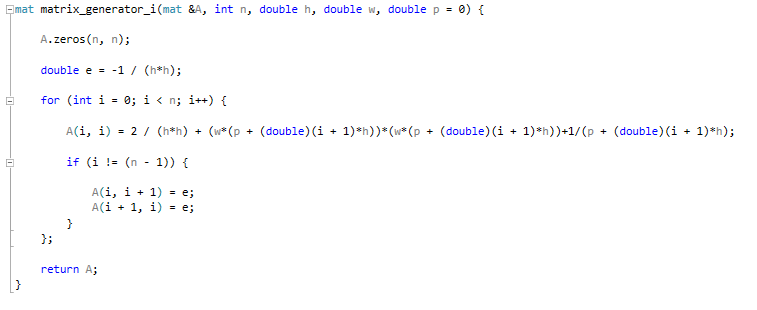 mat matrix_generator_i(mat &A, int n, double h, double w, double p = 0) {
A.zeros(n, n);
double e = -1 / (h*h);
for (int i = 0; i < n; i++) {
A(i, i) = 2 / (h*h) + (w*(p + (double)(i + 1)*h))*(w*(p + (double)(i + 1)*h))+1/(p + (double)(i + 1)*h);
if (i != (n - 1)) {
A(i, i + 1) = e;
A(i + 1, i) = e;
}
};
return A;
}